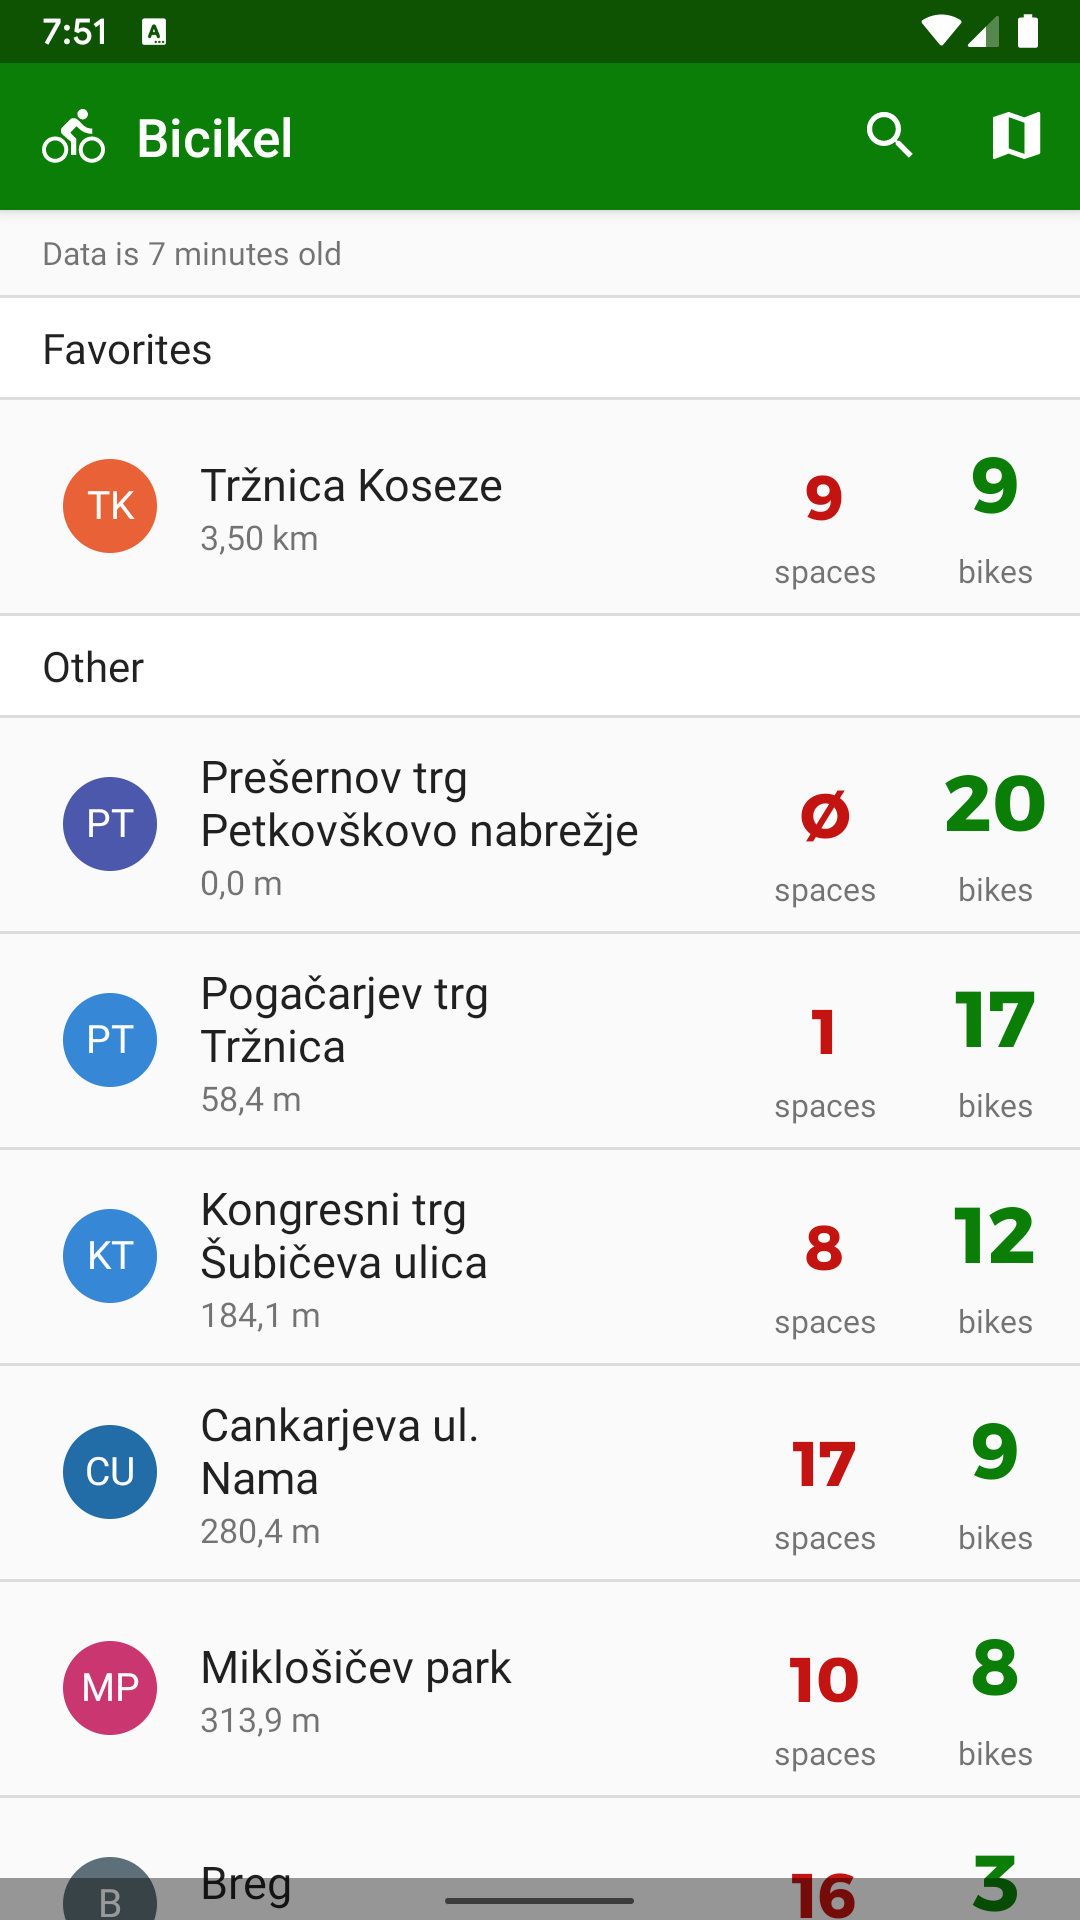 7:51 A
Bicikel
Data is 7 minutes old
Favorites
TK
Tržnica Koseze
3,50 km
9
spaces
9
bikes
Other
PT
Prešernov trg
Petkovškovo nabrežje
0,0 m
Ø
spaces
20
bikes
PT
Pogačarjev trg
Tržnica
58,4 m
1
spaces
17
bikes
KT
Kongresni trg
Šubičeva ulica
184,1 m
8
spaces
12
bikes
CU
Cankarjeva ul.
Nama
280,4 m
17
spaces
9
bikes
MP
Miklošičev park
313,9 m
10
spaces
8
bikes
B
Breg
16
3